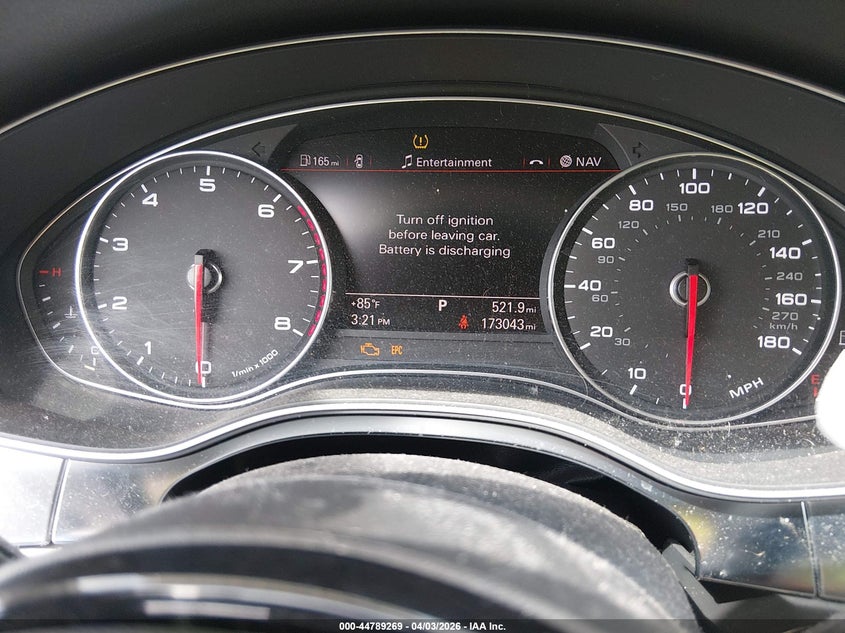 165 mi
Entertainment
NAV
Turn off ignition
before leaving car.
Battery is discharging
+85°F
P
521.9 mi
3:21 PM
173043 mi
EPC
H
C
0
1
2
3
4
5
6
7
8
1/min x 1000
0
10
20
30
40
60
60
90
80
120
100
150
180
120
210
140
240
160
270
km/h
180
MPH
E
000-44789269 - 04/03/2026 - IAA Inc.